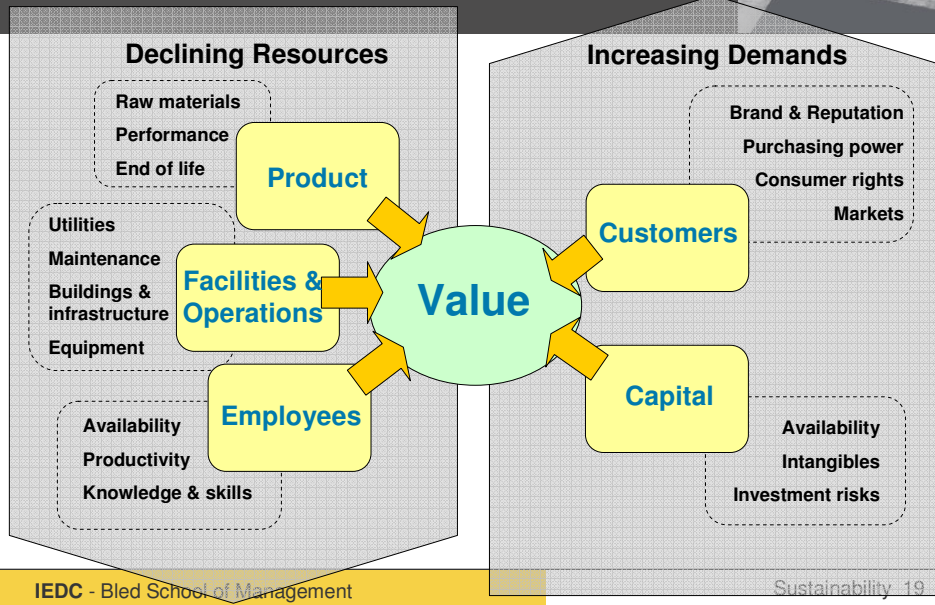 Declining Resources
Raw materials
Performance
End of life
Product
Utilities
Maintenance
Buildings &
infrastructure
Equipment
Facilities &
Operations
Availability
Productivity
Knowledge & skills
Employees
Value
Increasing Demands
Brand & Reputation
Purchasing power
Consumer rights
Markets
Customers
Capital
Availability
Intangibles
Investment risks
IEDC - Bled School of Management
Sustainability 19